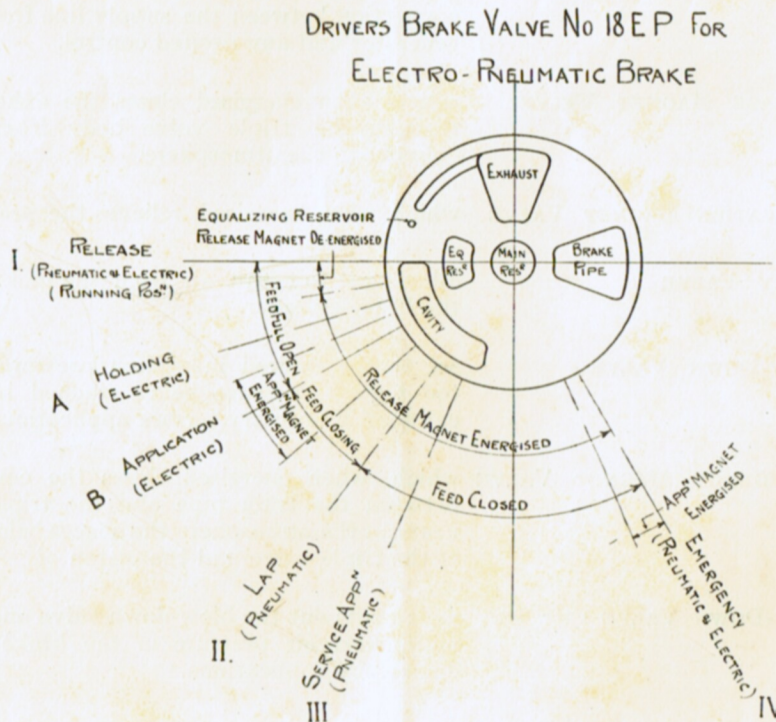 DRIVERS BRAKE VALVE No 18 E P FOR
ELECTRO-PNEUMATIC BRAKE
EXHAUST
EQUALIZING RESERVOIR
RELEASE MAGNET DE-ENERGISED
I.
RELEASE
(PNEUMATIC & ELECTRIC)
(RUNNING POSN)
EQ
RESR
MAIN
RESR
BRAKE
PIPE
CAVITY
FEED FULL OPEN
FEED CLOSING
APPN MAGNET
ENERGISED
RELEASE MAGNET ENERGISED
FEED CLOSED
A
HOLDING
(ELECTRIC)
B
APPLICATION
(ELECTRIC)
II.
LAP
(PNEUMATIC)
III
SERVICE APPN
(PNEUMATIC)
APPN MAGNET
ENERGISED
EMERGENCY
(PNEUMATIC & ELECTRIC)
IV